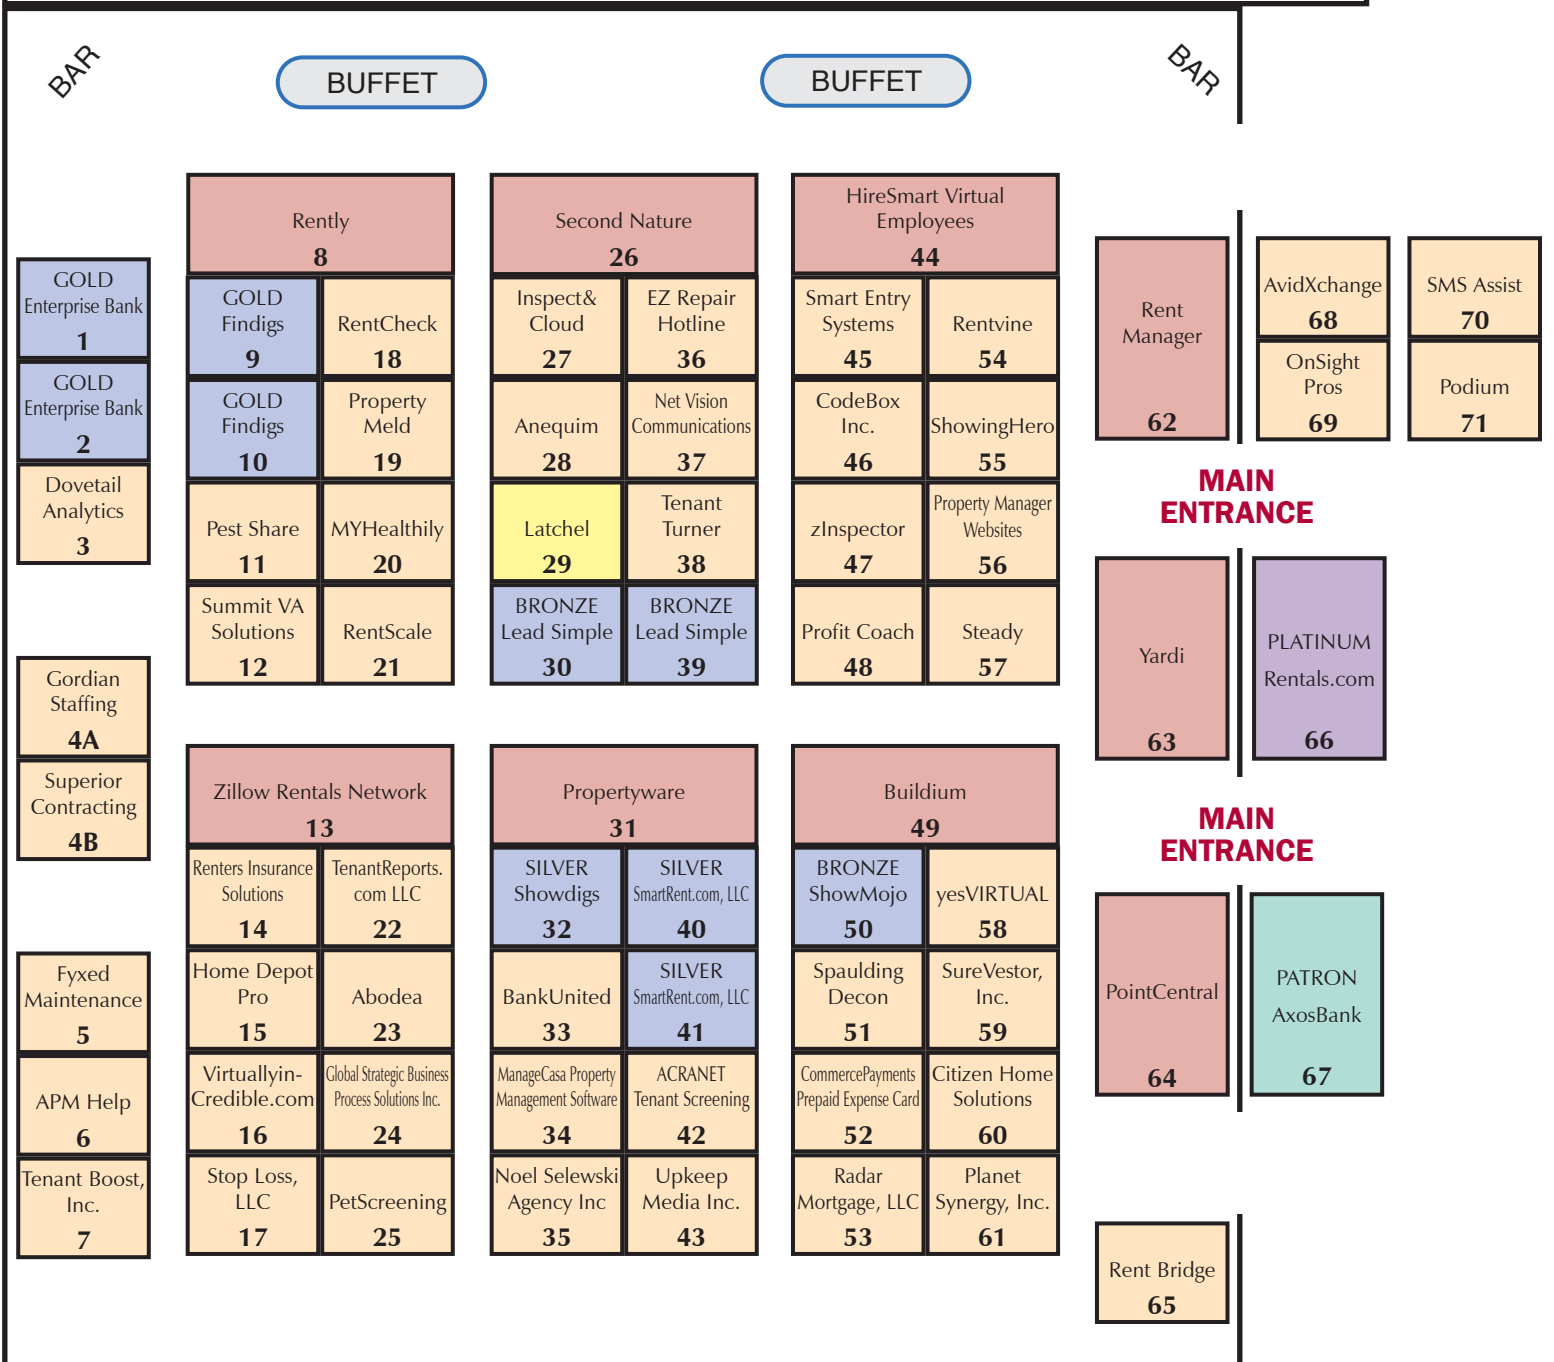 BAR
BUFFET
BUFFET
BAR
GOLD
Enterprise Bank
1
GOLD
Enterprise Bank
2
Dovetail
Analytics
3
Gordian
Staffing
4A
Superior
Contracting
4B
Fyxed
Maintenance
5
APM Help
6
Tenant Boost,
Inc.
7
Rently
8
GOLD
Findigs
9
RentCheck
18
GOLD
Findigs
10
Property
Meld
19
Pest Share
11
MYHealthily
20
Summit VA
Solutions
12
RentScale
21
Zillow Rentals Network
13
Renters Insurance
Solutions
14
TenantReports.
com LLC
22
Home Depot
Pro
15
Abodea
23
Virtuallyin-
Credible.com
16
Global Strategic Business
Process Solutions Inc.
24
Stop Loss,
LLC
17
PetScreening
25
Second Nature
26
Inspect&
Cloud
27
EZ Repair
Hotline
36
Anequim
28
Net Vision
Communications
37
Latchel
29
Tenant
Turner
38
BRONZE
Lead Simple
30
BRONZE
Lead Simple
39
Propertyware
31
SILVER
Showdigs
32
SILVER
SmartRent.com, LLC
40
BankUnited
33
SILVER
SmartRent.com, LLC
41
ManageCasa Property
Management Software
34
ACRANET
Tenant Screening
42
Noel Selewski
Agency Inc
35
Upkeep
Media Inc.
43
HireSmart Virtual
Employees
44
Smart Entry
Systems
45
Rentvine
54
CodeBox
Inc.
46
ShowingHero
55
zInspector
47
Property Manager
Websites
56
Profit Coach
48
Steady
57
Buildium
49
BRONZE
ShowMojo
50
yesVIRTUAL
58
Spaulding
Decon
51
SureVestor,
Inc.
59
CommercePayments
Prepaid Expense Card
52
Citizen Home
Solutions
60
Radar
Mortgage, LLC
53
Planet
Synergy, Inc.
61
Rent
Manager
62
AvidXchange
68
SMS Assist
70
OnSight
Pros
69
Podium
71
MAIN
ENTRANCE
Yardi
63
PLATINUM
Rentals.com
66
MAIN
ENTRANCE
PointCentral
64
PATRON
AxosBank
67
Rent Bridge
65